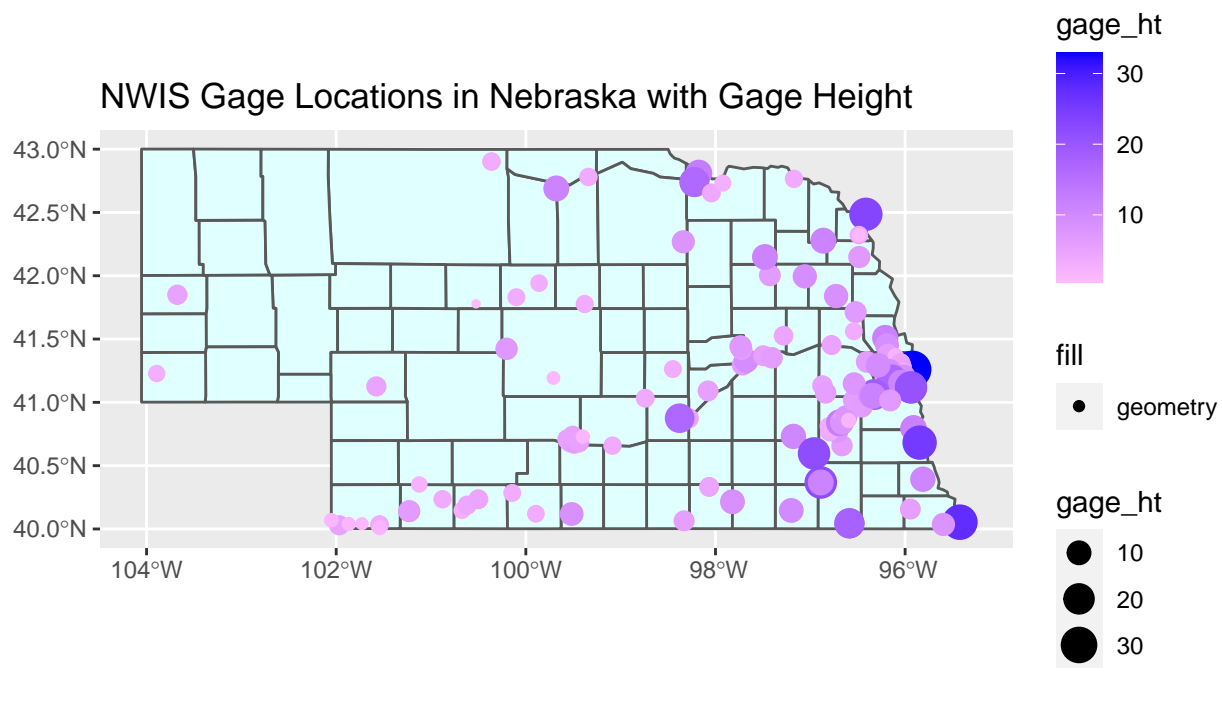 NWIS Gage Locations in Nebraska with Gage Height
43.0°N
42.5°N
42.0°N
41.5°N
41.0°N
40.5°N
40.0°N
104°W
102°W
100°W
98°W
96°W
gage_ht
30
20
10
fill
geometry
gage_ht
10
20
30